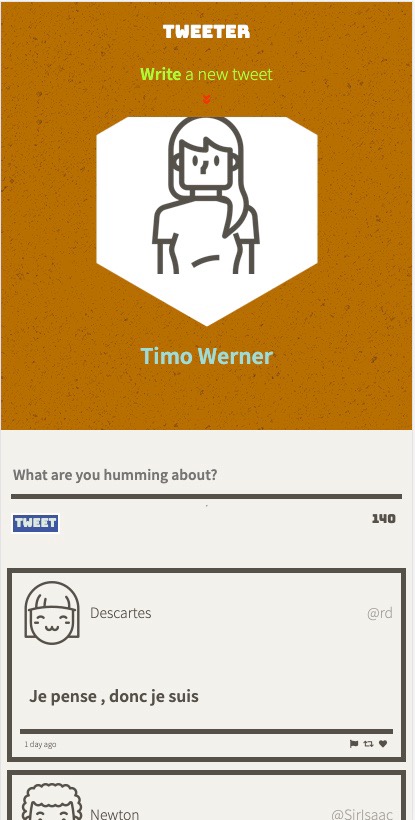 TWEETER
Write a new tweet
Timo Werner
What are you humming about?
TWEET 140
Descartes @rd
Je pense , donc je suis
1 day ago
Newton @SirIsaac